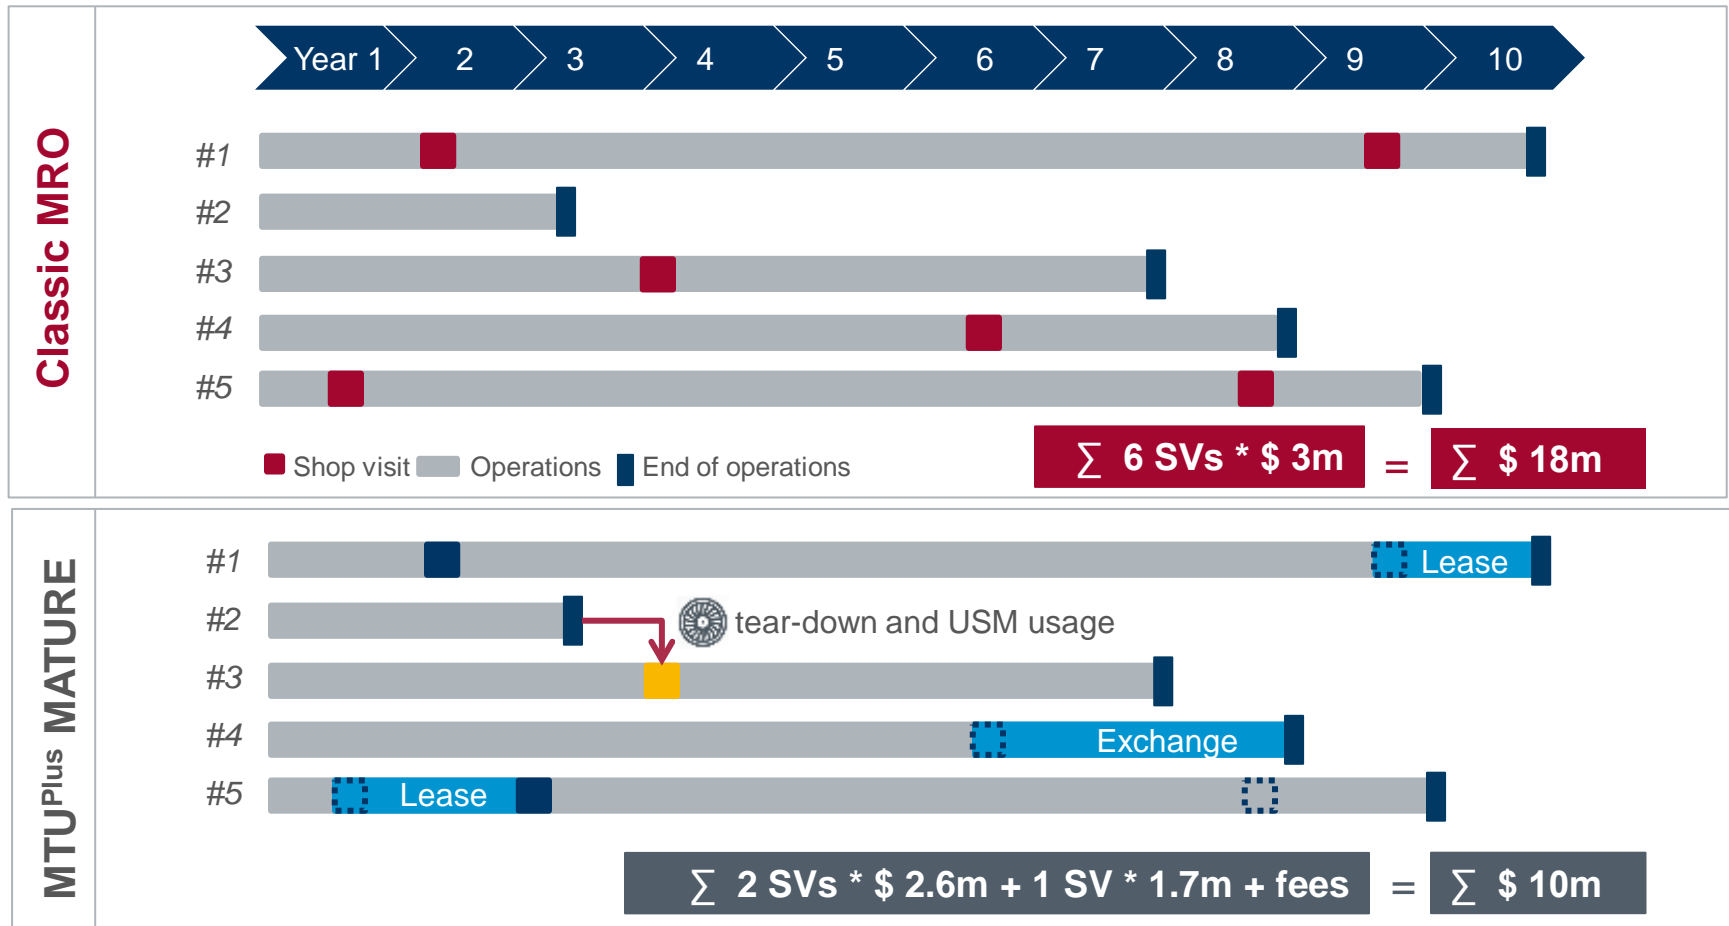 Classic MRO
Year 1 2 3 4 5 6 7 8 9 10
#1
#2
#3
#4
#5
Shop visit Operations End of operations
∑ 6 SVs * $ 3m = ∑ $ 18m
MTUPlus MATURE
#1 Lease
#2 tear-down and USM usage
#3
#4 Exchange
#5 Lease
∑ 2 SVs * $ 2.6m + 1 SV * 1.7m + fees = ∑ $ 10m